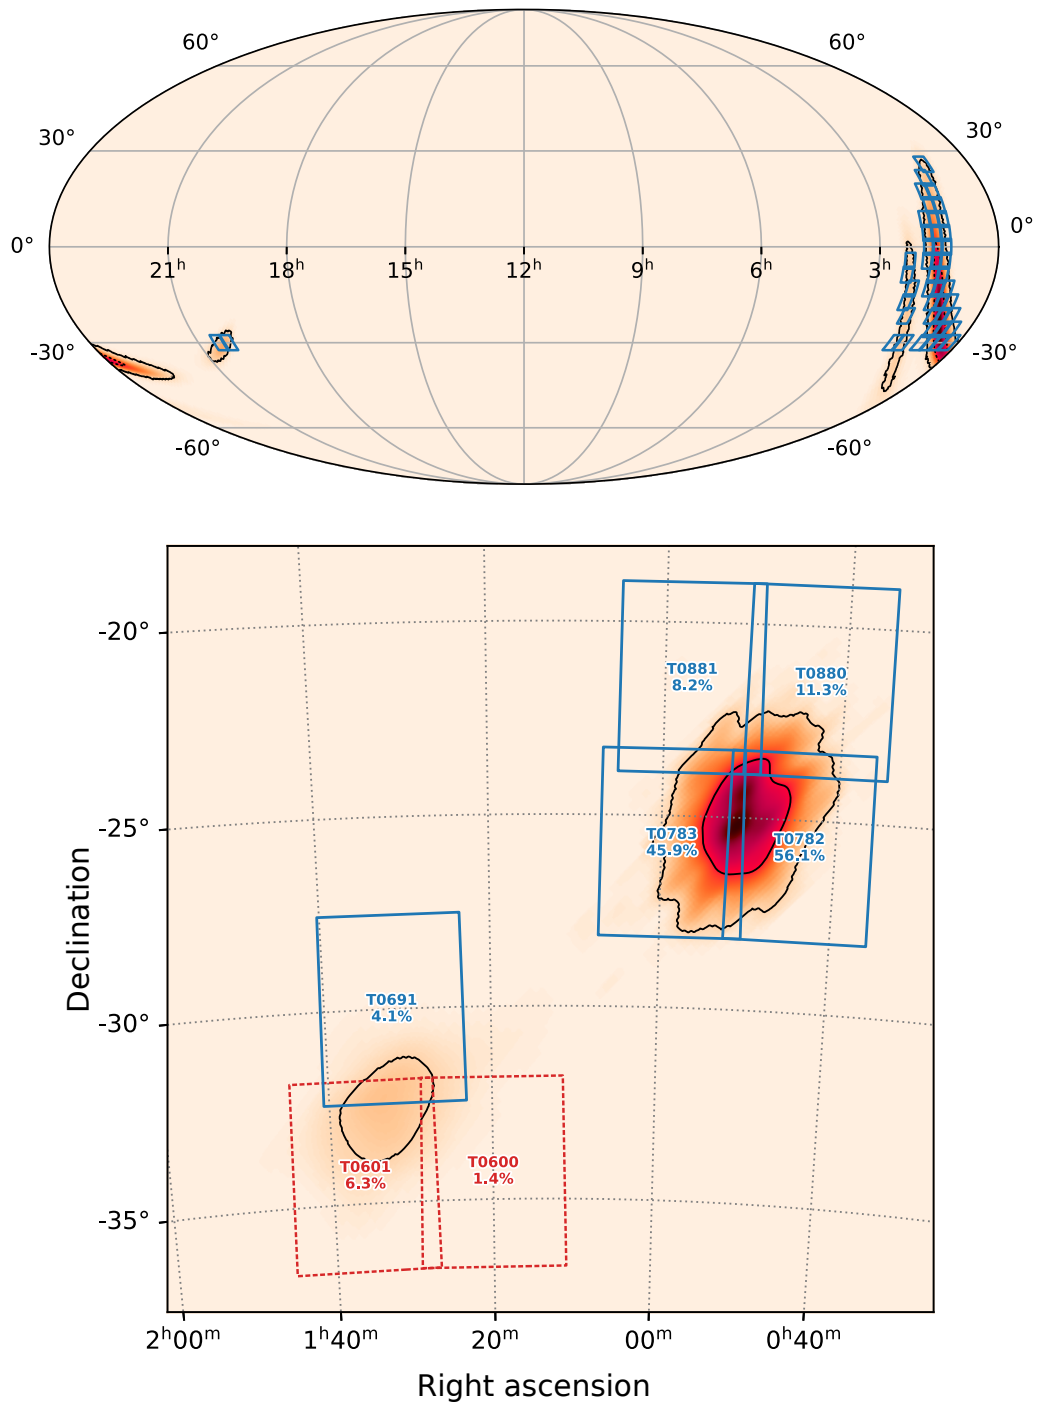 60° 60°
30° 30°
0° 0°
21ʰ 18ʰ 15ʰ 12ʰ 9ʰ 6ʰ 3ʰ
-30° -30°
-60° -60°
-20°
T0881 T0880
8.2% 11.3%
-25°
T0783 T0782
45.9% 56.1%
Declination
T0691
4.1%
-30°
T0601 T0600
6.3% 1.4%
-35°
2ʰ00ᵐ 1ʰ40ᵐ 20ᵐ 00ᵐ 0ʰ40ᵐ
Right ascension